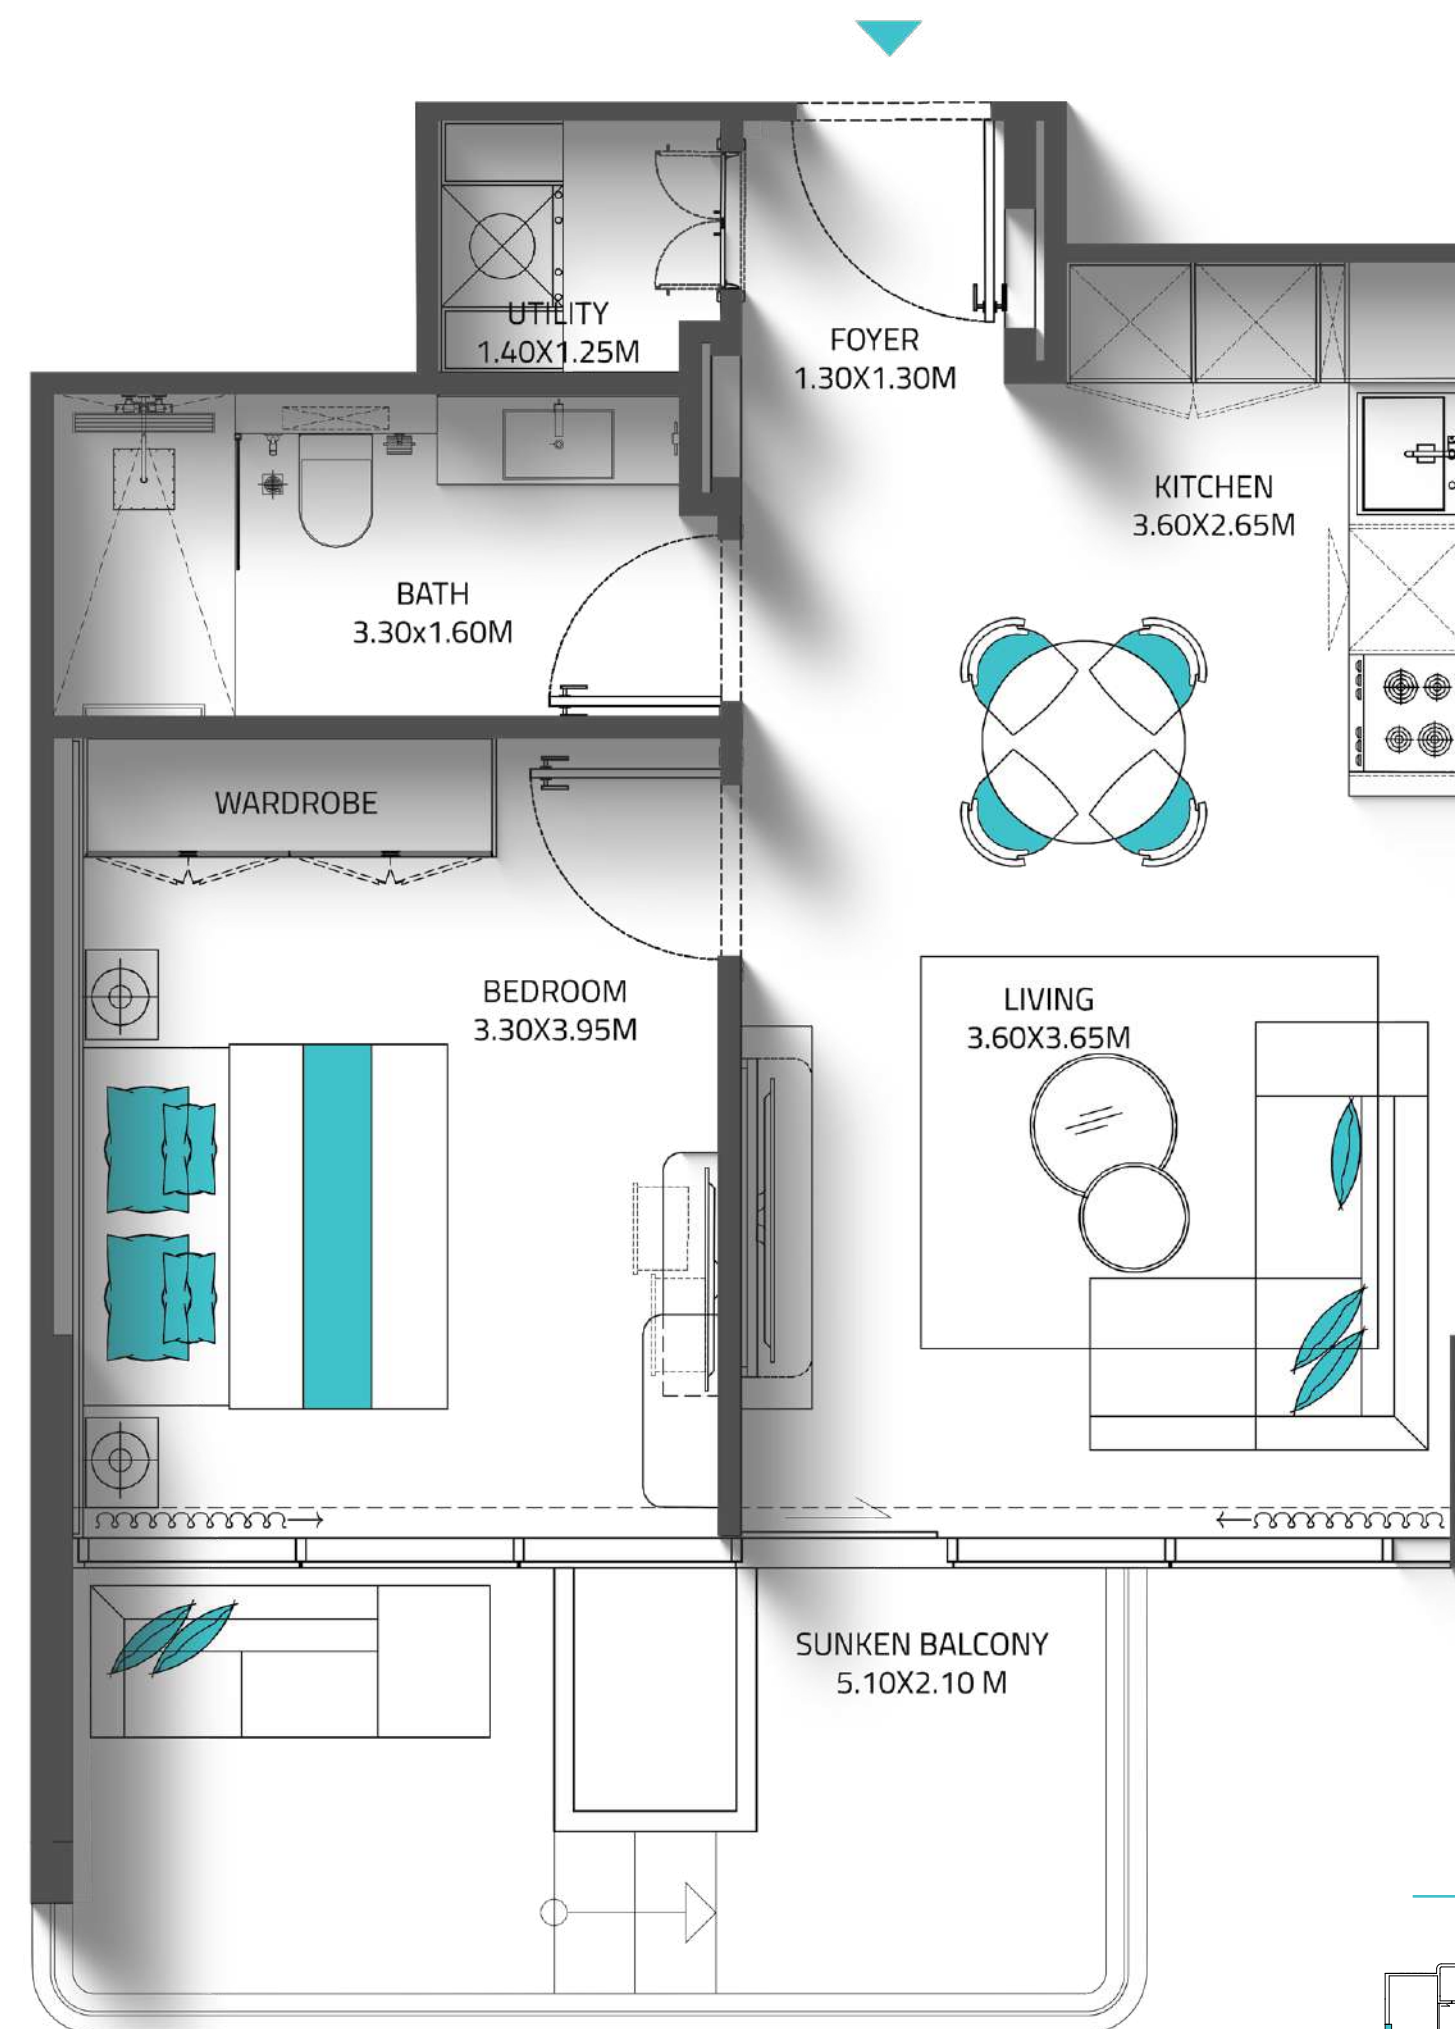 UTILITY
1.40X1.25M
FOYER
1.30X1.30M
KITCHEN
3.60X2.65M
BATH
3.30x1.60M
WARDROBE
BEDROOM
3.30X3.95M
LIVING
3.60X3.65M
SUNKEN BALCONY
5.10X2.10 M